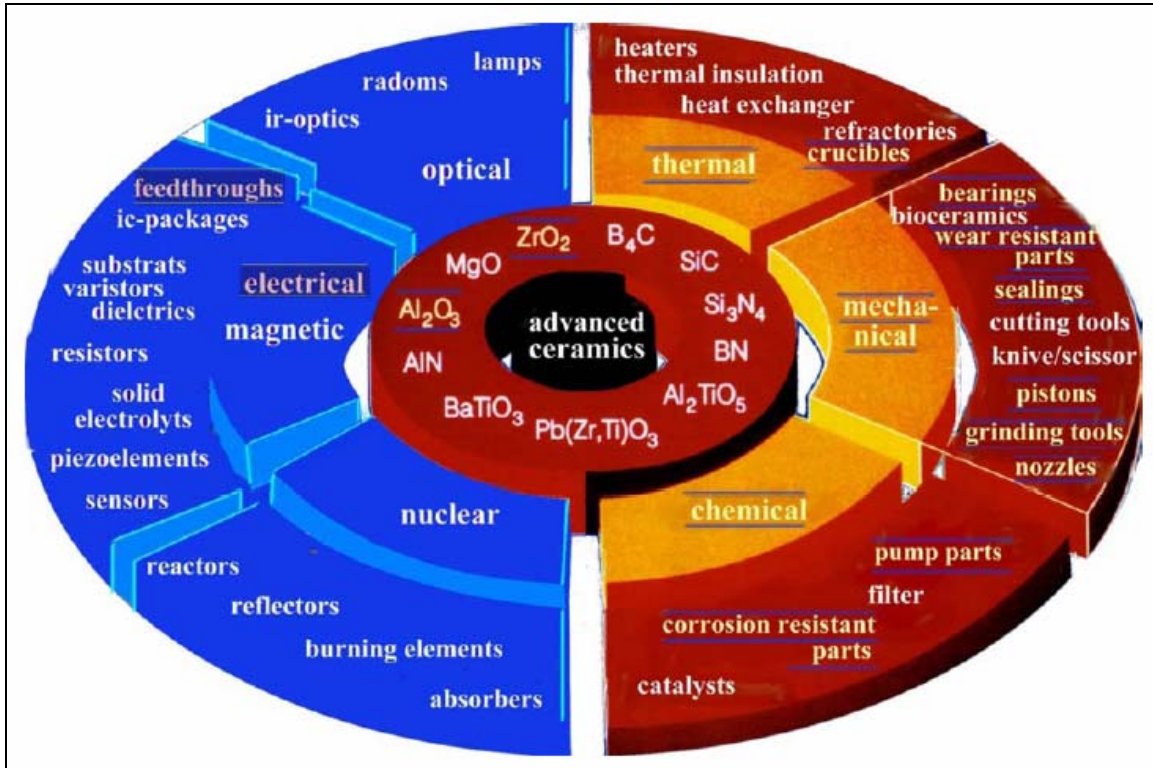 lamps
radoms
ir-optics
optical
heaters
thermal insulation
heat exchanger
refractories
crucibles
thermal
feedthroughs
ic-packages
substrats
varistors
dielctrics
electrical
magnetic
resistors
solid
electrolyts
piezoelements
sensors
bearings
bioceramics
wear resistant
parts
sealings
cutting tools
knive/scissor
pistons
grinding tools
nozzles
mecha-
nical
ZrO₂
B₄C
MgO
SiC
Al₂O₃
Si₃N₄
advanced
ceramics
AlN
BN
BaTiO₃
Al₂TiO₅
Pb(Zr,Ti)O₃
nuclear
reactors
reflectors
burning elements
absorbers
chemical
pump parts
filter
corrosion resistant
parts
catalysts